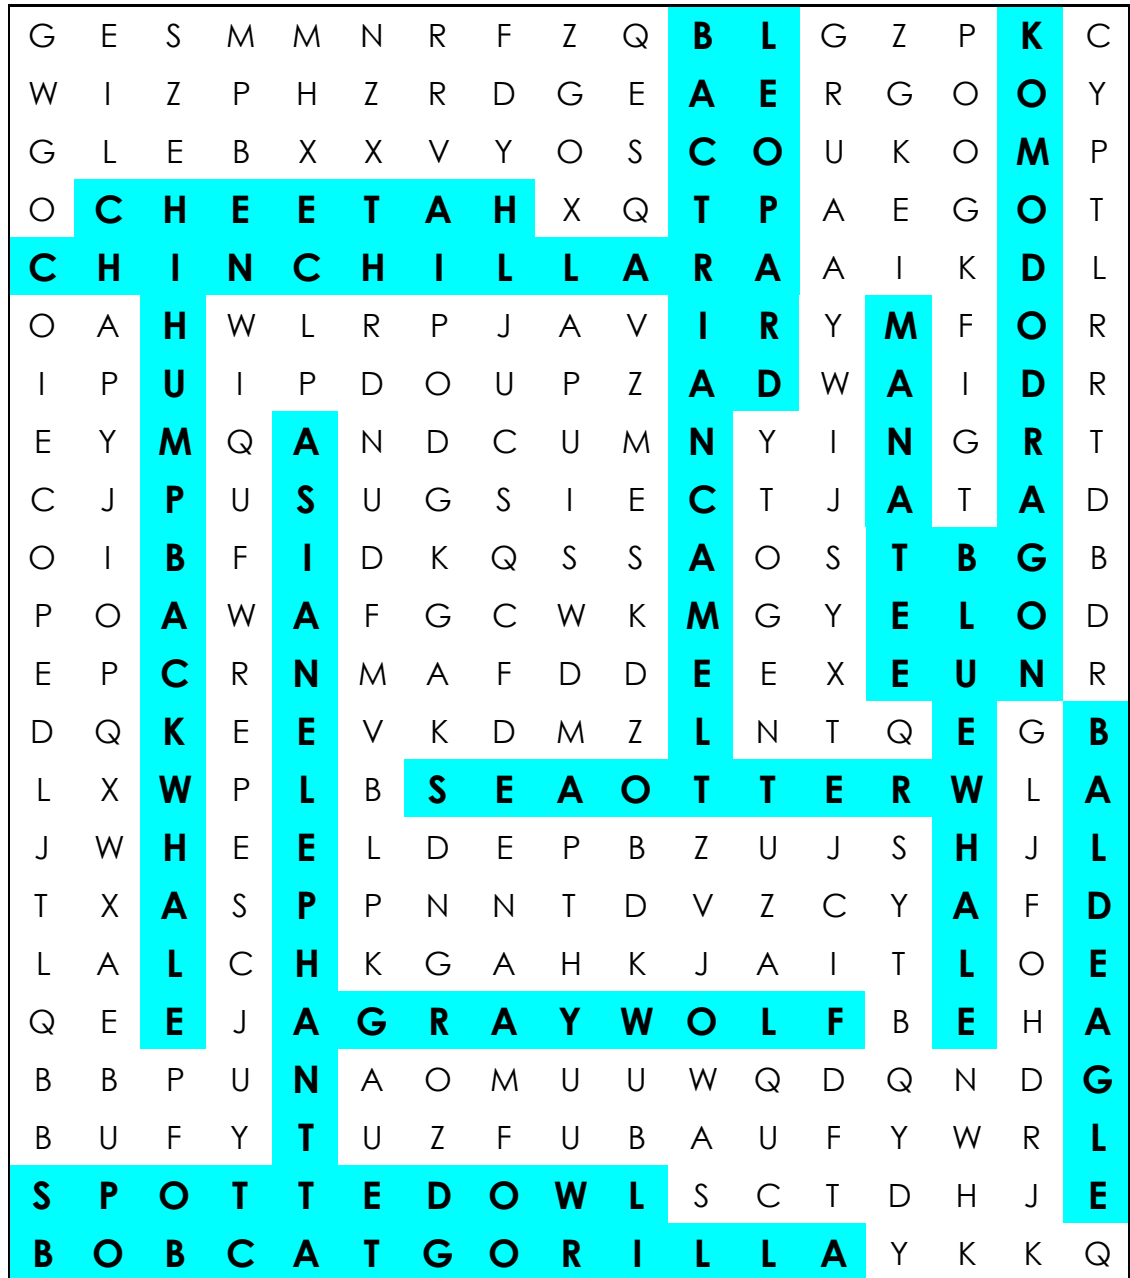 G E S M M N R F Z Q B L G Z P K C
W I Z P H Z R D G E A E R G O O Y
G L E B X X V Y O S C O U K O M P
O C H E E T A H X Q T P A E G O T
C H I N C H I L L A R A A I K D L
O A H W L R P J A V I R Y M F O R
I P U I P D O U P Z A D W A I D R
E Y M Q A N D C U M N Y I N G R T
C J P U S U G S I E C T J A T A D
O I B F I D K Q S S A O S T B G B
P O A W A F G C W K M G Y E L O D
E P C R N M A F D D E E X E U N R
D Q K E E V K D M Z L N T Q E G B
L X W P L B S E A O T T E R W L A
J W H E E L D E P B Z U J S H J L
T X A S P P N N T D V Z C Y A F D
L A L C H K G A H K J A I T L O E
Q E E J A G R A Y W O L F B E H A
B B P U N A O M U U W Q D Q N D G
B U F Y T U Z F U B A U F Y W R L
S P O T T E D O W L S C T D H J E
B O B C A T G O R I L L A Y K K Q